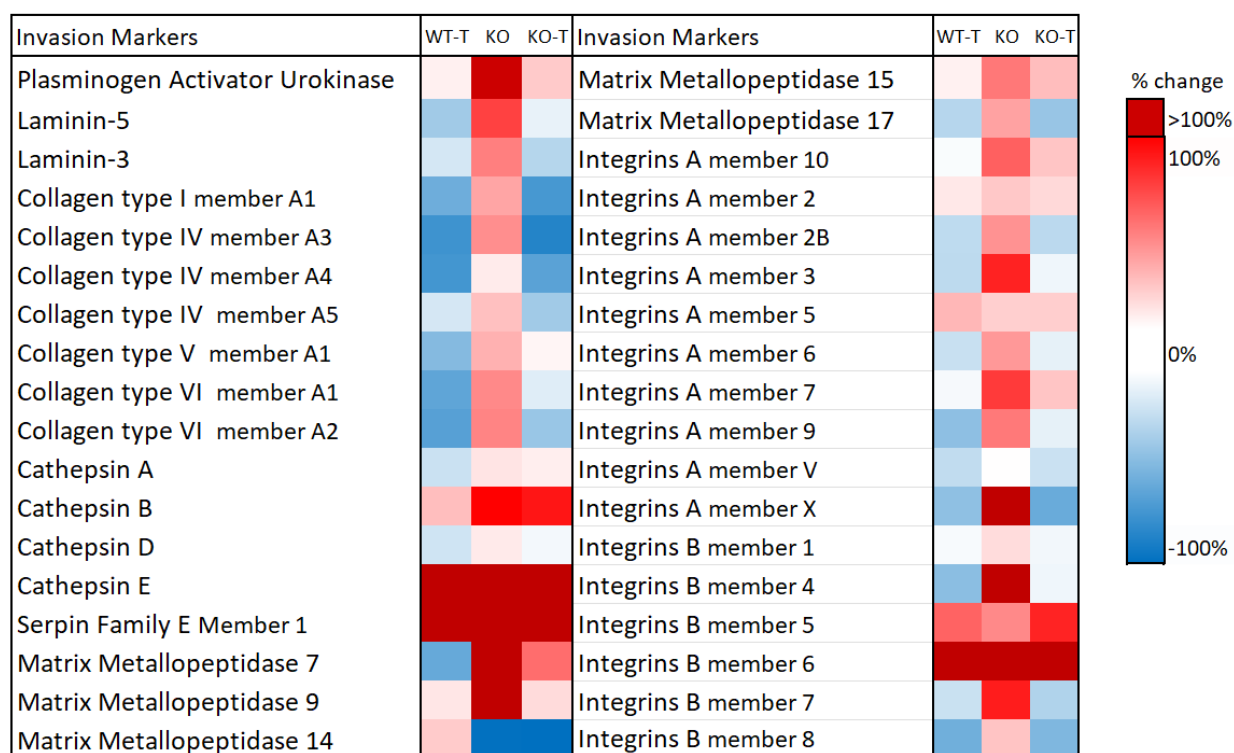 Invasion Markers WT-T KO KO-T Invasion Markers WT-T KO KO-T
Plasminogen Activator Urokinase Matrix Metallopeptidase 15
Laminin-5 Matrix Metallopeptidase 17
Laminin-3 Integrins A member 10
Collagen type I member A1 Integrins A member 2
Collagen type IV member A3 Integrins A member 2B
Collagen type IV member A4 Integrins A member 3
Collagen type IV member A5 Integrins A member 5
Collagen type V member A1 Integrins A member 6
Collagen type VI member A1 Integrins A member 7
Collagen type VI member A2 Integrins A member 9
Cathepsin A Integrins A member V
Cathepsin B Integrins A member X
Cathepsin D Integrins B member 1
Cathepsin E Integrins B member 4
Serpin Family E Member 1 Integrins B member 5
Matrix Metallopeptidase 7 Integrins B member 6
Matrix Metallopeptidase 9 Integrins B member 7
Matrix Metallopeptidase 14 Integrins B member 8
% change
>100%
100%
0%
-100%